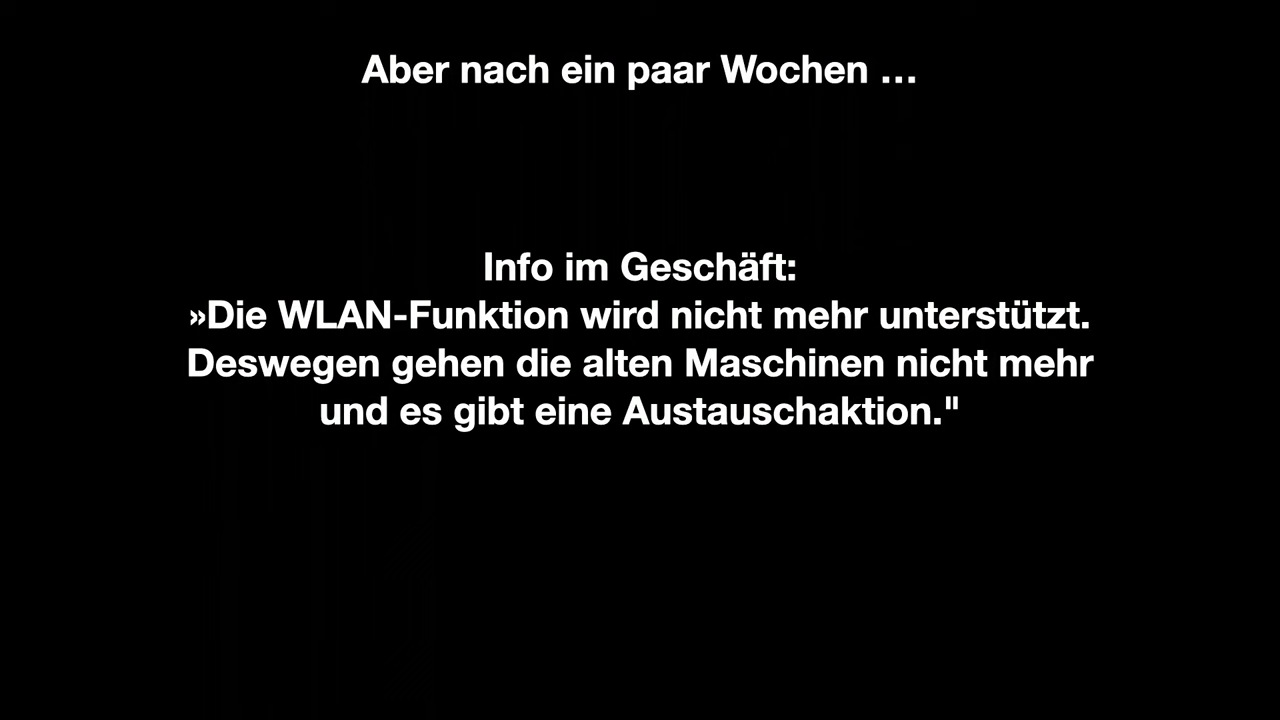 Aber nach ein paar Wochen …
Info im Geschäft:
»Die WLAN-Funktion wird nicht mehr unterstützt.
Deswegen gehen die alten Maschinen nicht mehr
und es gibt eine Austauschaktion."